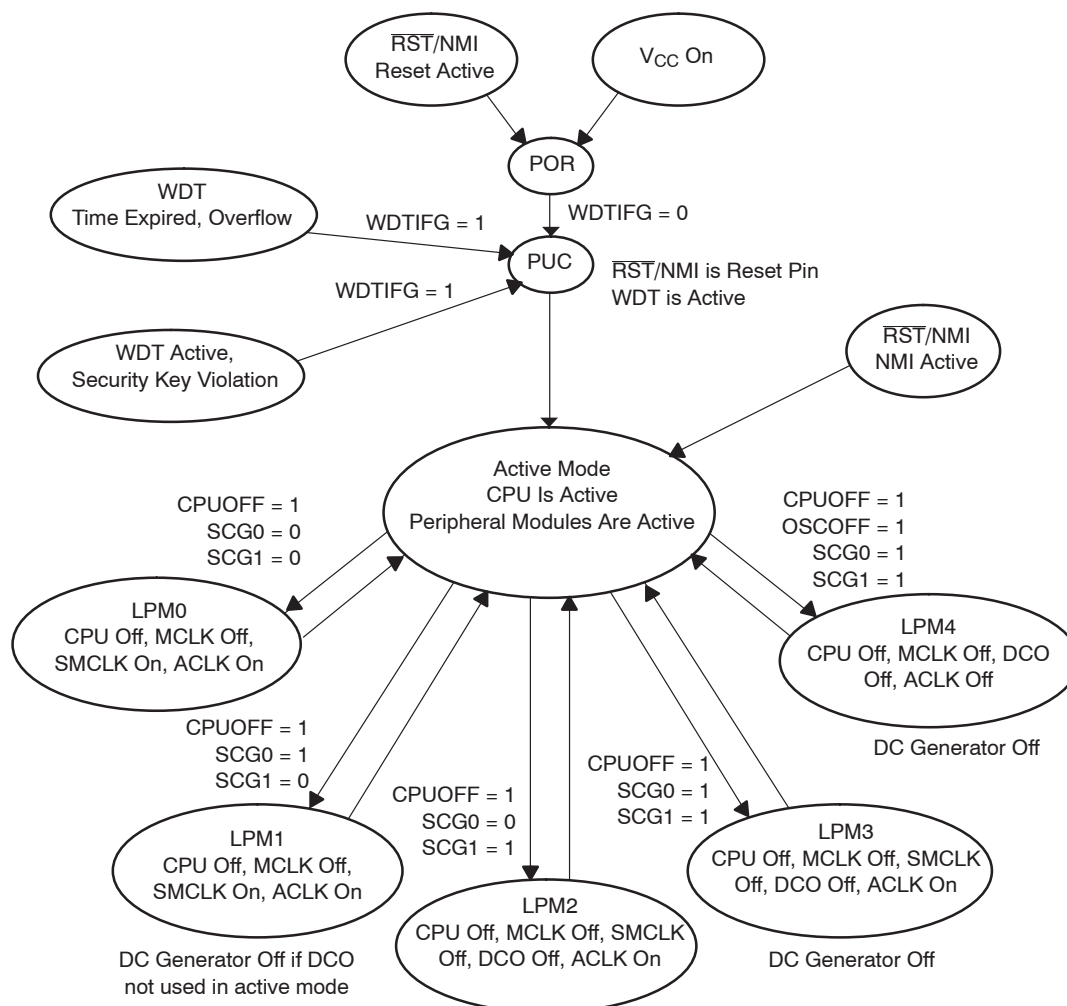 RST/NMI
Reset Active
VCC On
POR
WDTIFG = 0
WDT
Time Expired, Overflow
WDTIFG = 1
PUC
RST/NMI is Reset Pin
WDT is Active
WDTIFG = 1
WDT Active,
Security Key Violation
RST/NMI
NMI Active
Active Mode
CPU Is Active
Peripheral Modules Are Active
CPUOFF = 1
SCG0 = 0
SCG1 = 0
CPUOFF = 1
OSCOFF = 1
SCG0 = 1
SCG1 = 1
LPM0
CPU Off, MCLK Off,
SMCLK On, ACLK On
LPM4
CPU Off, MCLK Off, DCO
Off, ACLK Off
DC Generator Off
CPUOFF = 1
SCG0 = 1
SCG1 = 0
CPUOFF = 1
SCG0 = 0
SCG1 = 1
CPUOFF = 1
SCG0 = 1
SCG1 = 1
LPM1
CPU Off, MCLK Off,
SMCLK On, ACLK On
DC Generator Off if DCO
not used in active mode
LPM2
CPU Off, MCLK Off, SMCLK
Off, DCO Off, ACLK On
LPM3
CPU Off, MCLK Off, SMCLK
Off, DCO Off, ACLK On
DC Generator Off